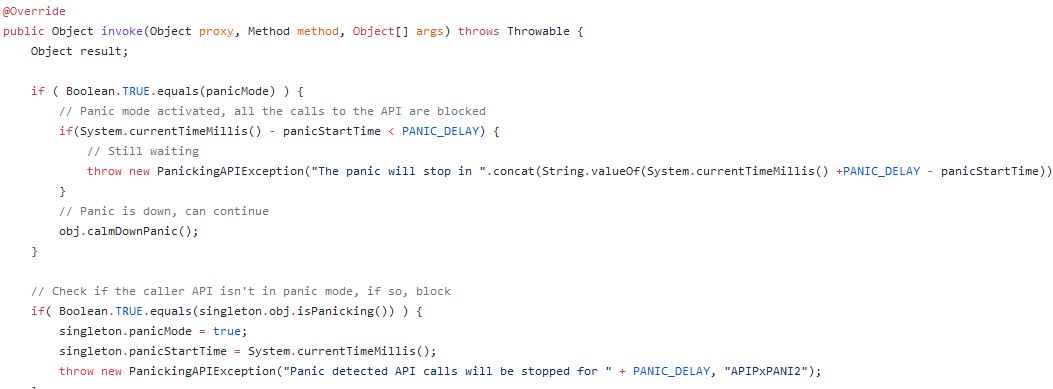 @Override
public Object invoke(Object proxy, Method method, Object[] args) throws Throwable {
    Object result;

    if ( Boolean.TRUE.equals(panicMode) ) {
        // Panic mode activated, all the calls to the API are blocked
        if(System.currentTimeMillis() - panicStartTime < PANIC_DELAY) {
            // Still waiting
            throw new PanickingAPIException("The panic will stop in ".concat(String.valueOf(System.currentTimeMillis() +PANIC_DELAY - panicStartTime))
        }
        // Panic is down, can continue
        obj.calmDownPanic();
    }

    // Check if the caller API isn't in panic mode, if so, block
    if( Boolean.TRUE.equals(singleton.obj.isPanicking()) ) {
        singleton.panicMode = true;
        singleton.panicStartTime = System.currentTimeMillis();
        throw new PanickingAPIException("Panic detected API calls will be stopped for " + PANIC_DELAY, "APIPxPANI2");